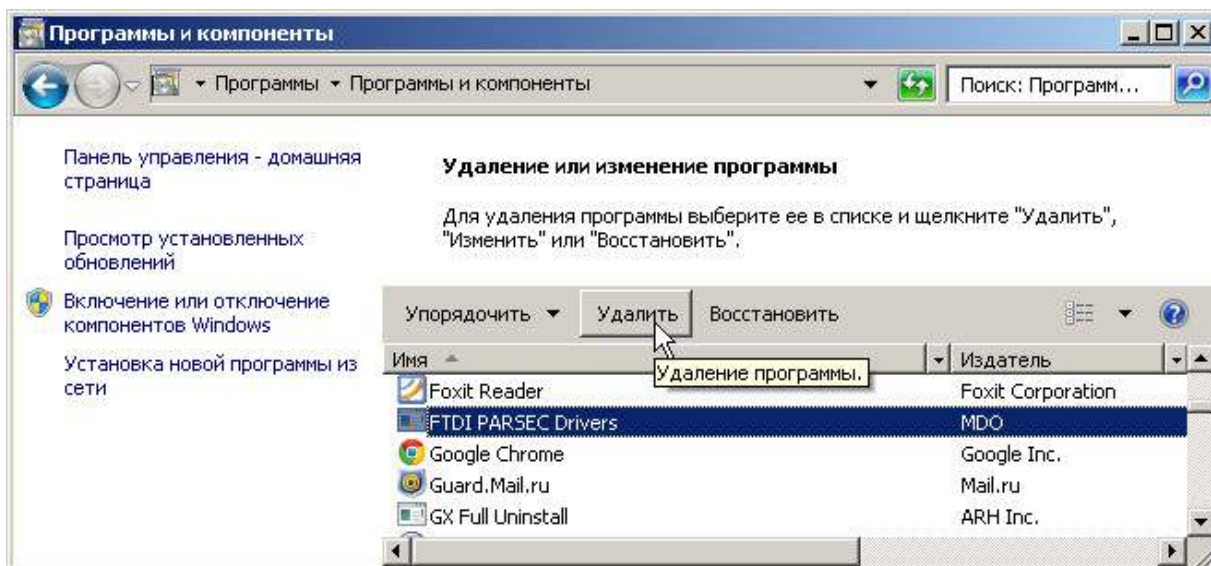 Программы и компоненты
Программы Программы и компоненты
Поиск: Программ...
Панель управления - домашняя
страница
Просмотр установленных
обновлений
Включение или отключение
компонентов Windows
Установка новой программы из
сети
Удаление или изменение программы
Для удаления программы выберите ее в списке и щелкните "Удалить",
"Изменить" или "Восстановить".
Упорядочить Удалить Восстановить
Имя Издатель
Удаление программы.
Foxit Reader Foxit Corporation
FTDI PARSEC Drivers MDO
Google Chrome Google Inc.
Guard.Mail.ru Mail.ru
GX Full Uninstall ARH Inc.